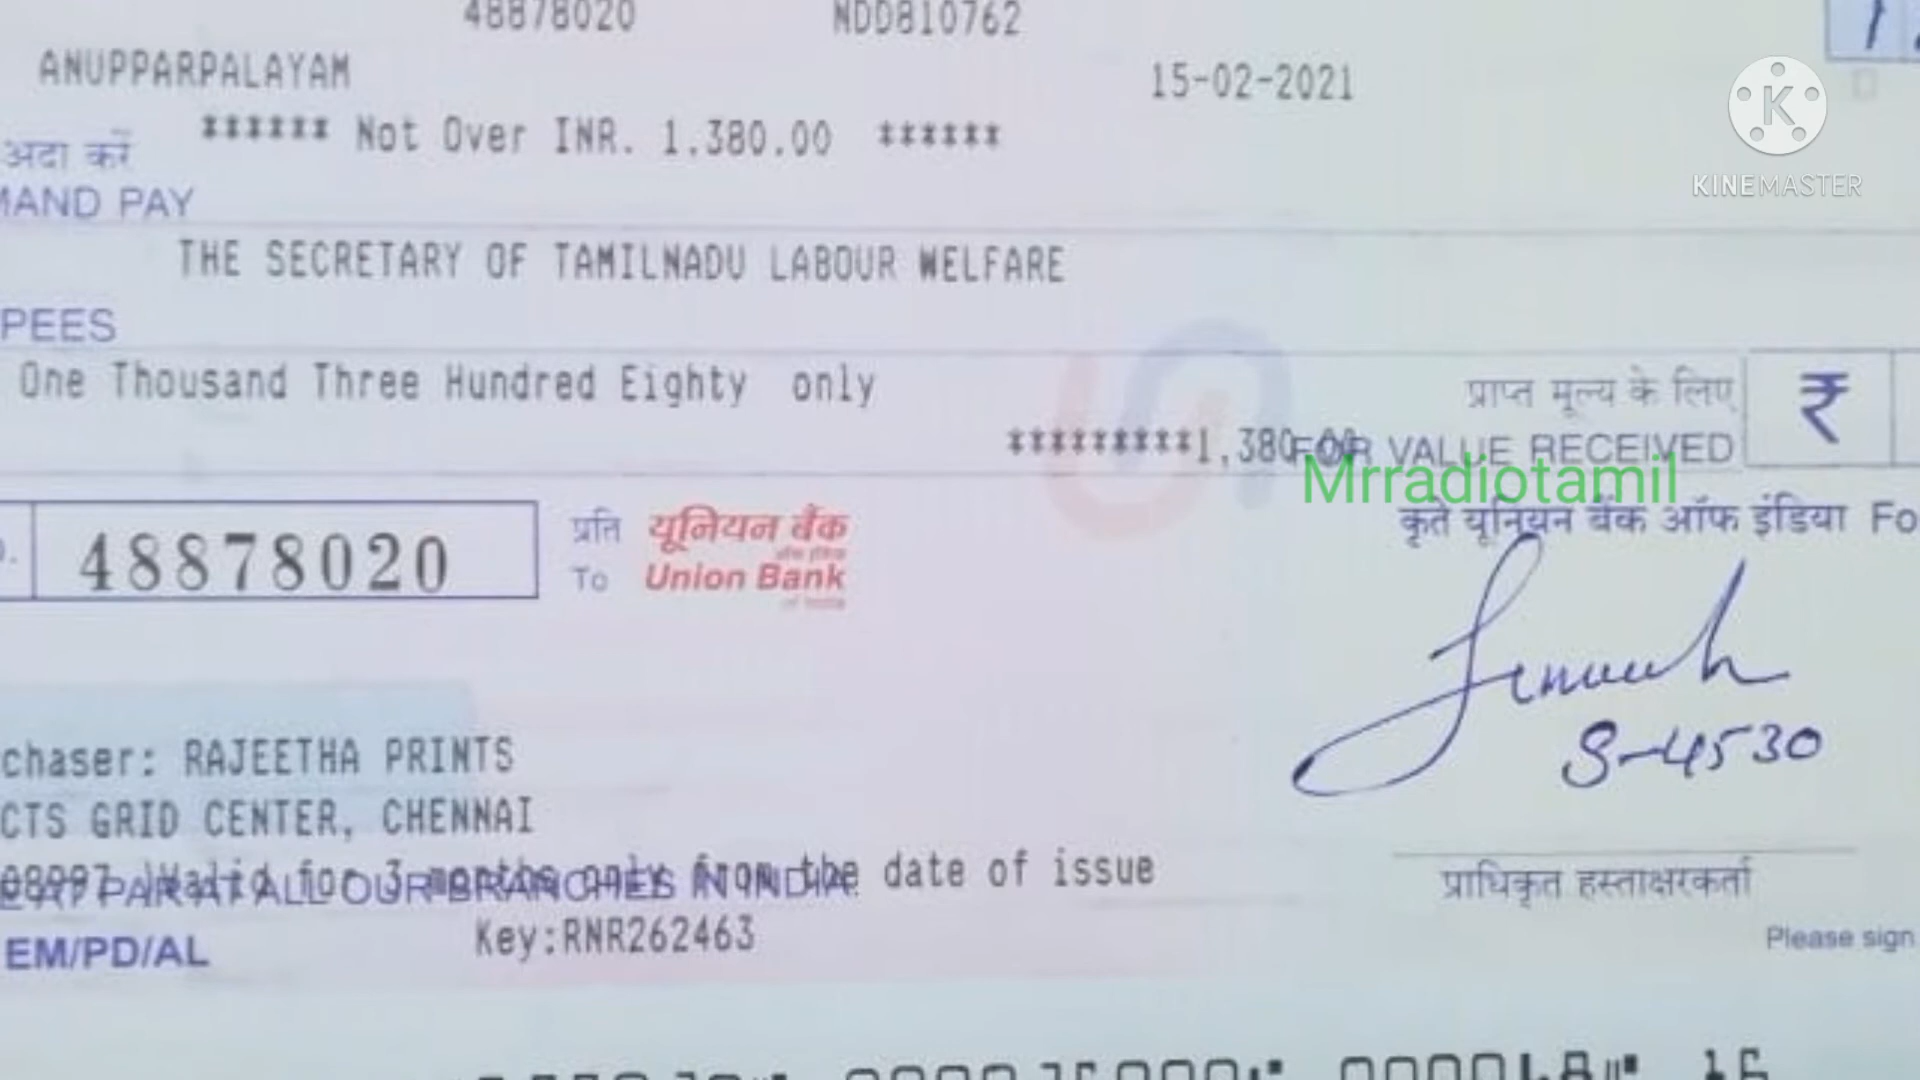 48878020 NDD810762
ANUPPARPALAYAM 15-02-2021
****** Not Over INR. 1,380.00 ******
अदा करें
MAND PAY
KINEMASTER
THE SECRETARY OF TAMILNADU LABOUR WELFARE
PEES
One Thousand Three Hundred Eighty only
प्राप्त मूल्य के लिए ₹
*********1,380.00
FOR VALUE RECEIVED
Mrradiotamil
कृते यूनियन बैंक ऑफ इंडिया Fo
48878020
प्रति यूनियन बैंक
To Union Bank
of India
S-4530
chaser: RAJEETHA PRINTS
CTS GRID CENTER, CHENNAI
Valid for 3 months only from the date of issue
AT PAR AT ALL OUR BRANCHES IN INDIA.
प्राधिकृत हस्ताक्षरकर्ता
Key:RNR262463
EM/PD/AL
Please sign